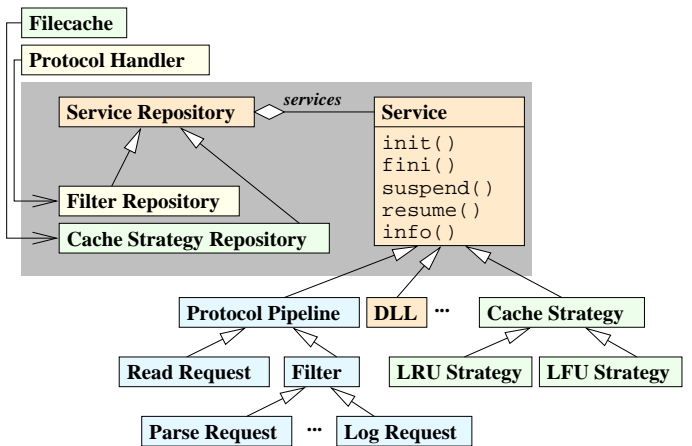 Filecache
Protocol Handler
services
Service Repository
Service
init()
fini()
suspend()
resume()
info()
Filter Repository
Cache Strategy Repository
Protocol Pipeline
DLL
...
Cache Strategy
Read Request
Filter
LRU Strategy
LFU Strategy
Parse Request
...
Log Request